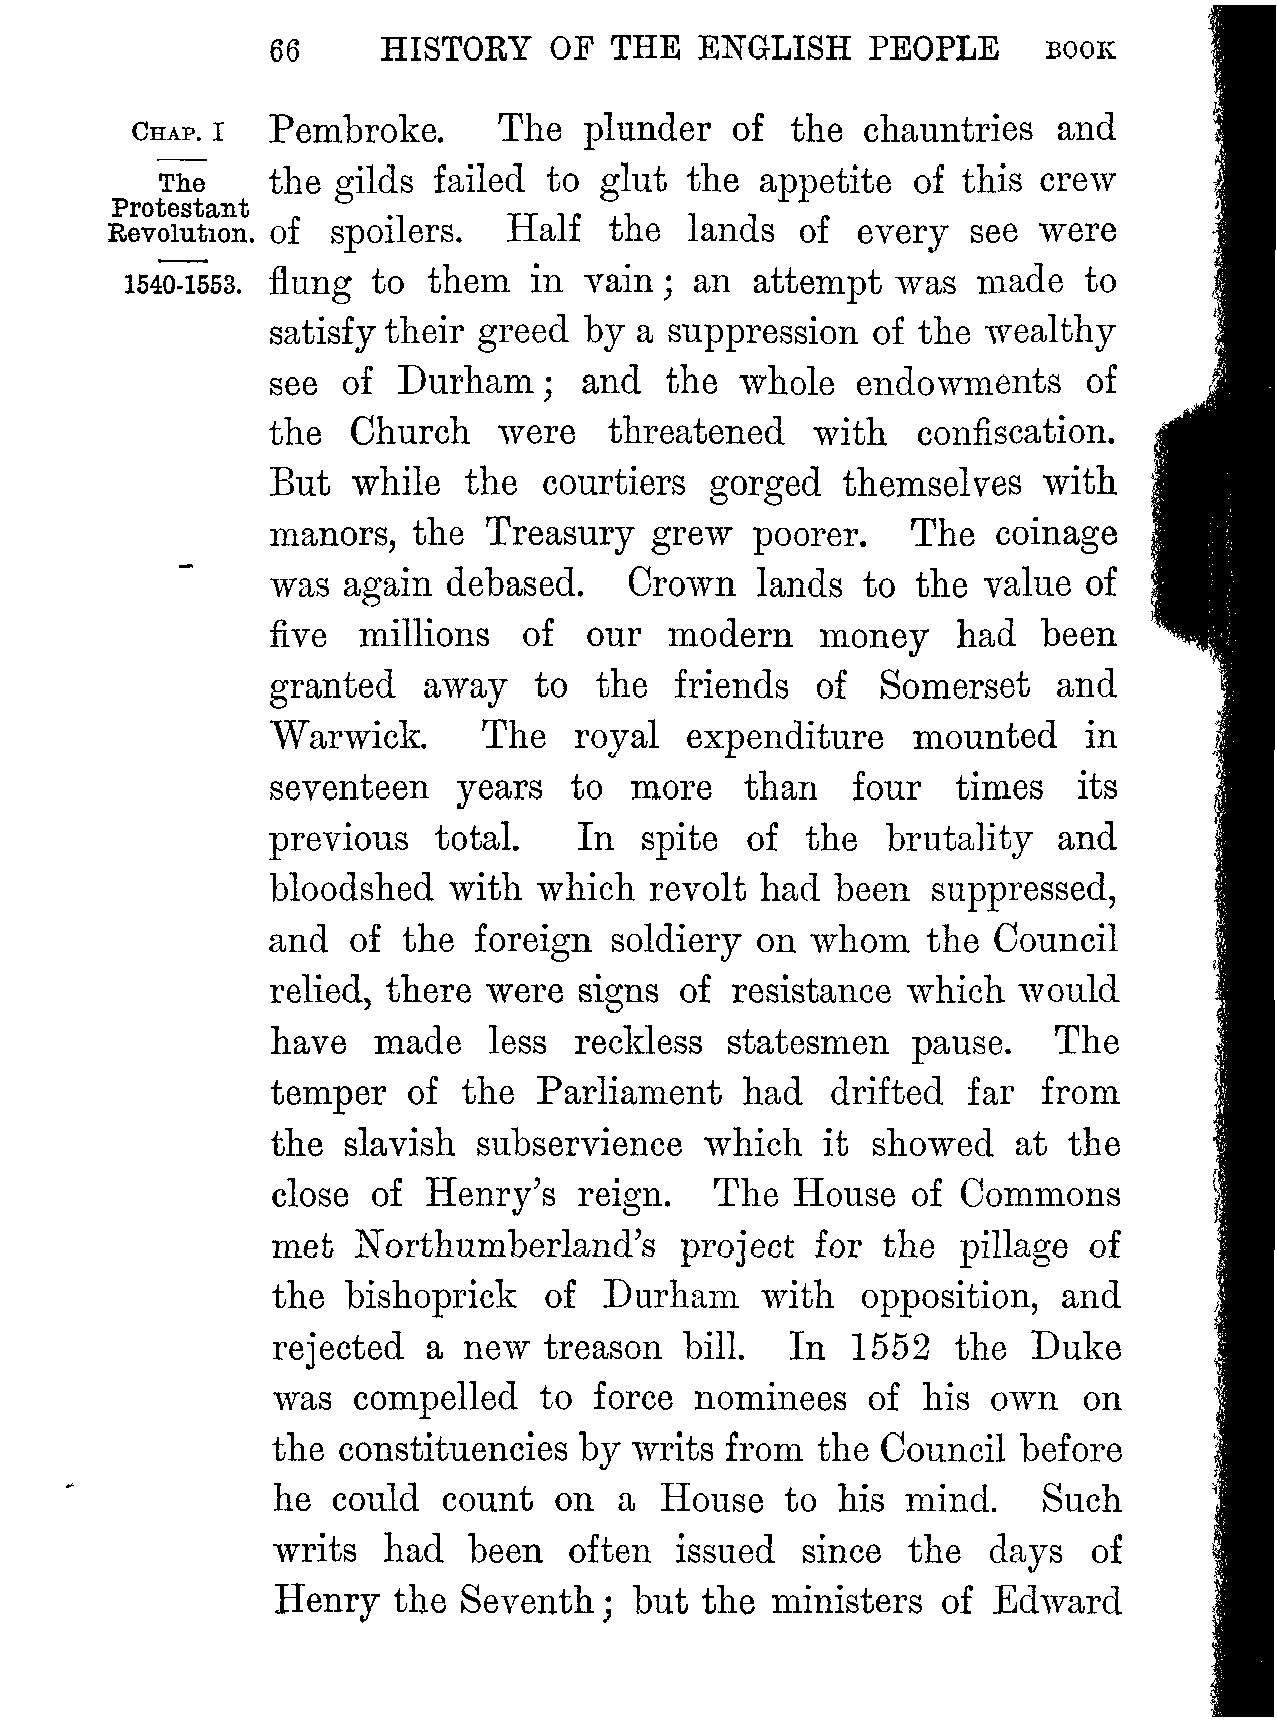 66 HISTORY OF THE ENGLISH PEOPLE BOOK
CHAP. I
The
Protestant
Revolution.
1540-1553.
Pembroke. The plunder of the chauntries and
the gilds failed to glut the appetite of this crew
of spoilers. Half the lands of every see were
flung to them in vain; an attempt was made to
satisfy their greed by a suppression of the wealthy
see of Durham; and the whole endowments of
the Church were threatened with confiscation.
But while the courtiers gorged themselves with
manors, the Treasury grew poorer. The coinage
was again debased. Crown lands to the value of
five millions of our modern money had been
granted away to the friends of Somerset and
Warwick. The royal expenditure mounted in
seventeen years to more than four times its
previous total. In spite of the brutality and
bloodshed with which revolt had been suppressed,
and of the foreign soldiery on whom the Council
relied, there were signs of resistance which would
have made less reckless statesmen pause. The
temper of the Parliament had drifted far from
the slavish subservience which it showed at the
close of Henry's reign. The House of Commons
met Northumberland's project for the pillage of
the bishoprick of Durham with opposition, and
rejected a new treason bill. In 1552 the Duke
was compelled to force nominees of his own on
the constituencies by writs from the Council before
he could count on a House to his mind. Such
writs had been often issued since the days of
Henry the Seventh; but the ministers of Edward